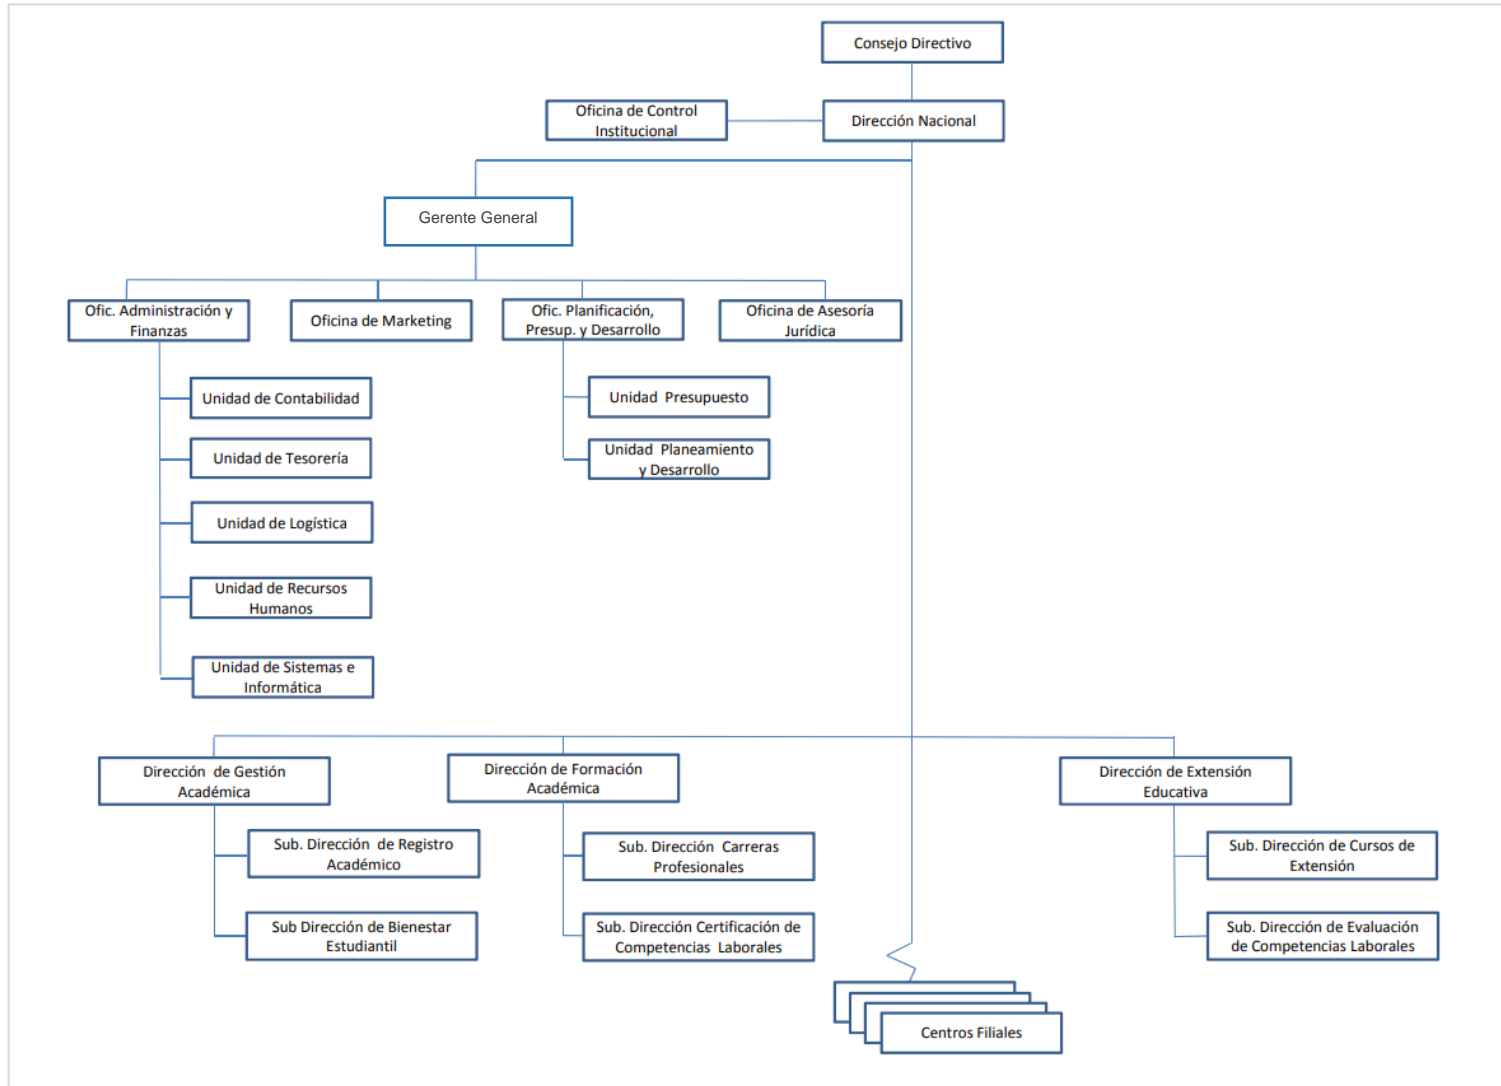 Consejo Directivo
Oficina de Control
Institucional
Dirección Nacional
Gerente General
Ofic. Administración y
Finanzas
Oficina de Marketing
Ofic. Planificación,
Presup. y Desarrollo
Oficina de Asesoría
Jurídica
Unidad de Contabilidad
Unidad Presupuesto
Unidad de Tesorería
Unidad Planeamiento
y Desarrollo
Unidad de Logística
Unidad de Recursos
Humanos
Unidad de Sistemas e
Informática
Dirección de Gestión
Académica
Dirección de Formación
Académica
Dirección de Extensión
Educativa
Sub. Dirección de Registro
Académico
Sub. Dirección Carreras
Profesionales
Sub. Dirección de Cursos de
Extensión
Sub Dirección de Bienestar
Estudiantil
Sub. Dirección Certificación de
Competencias Laborales
Sub. Dirección de Evaluación
de Competencias Laborales
Centros Filiales